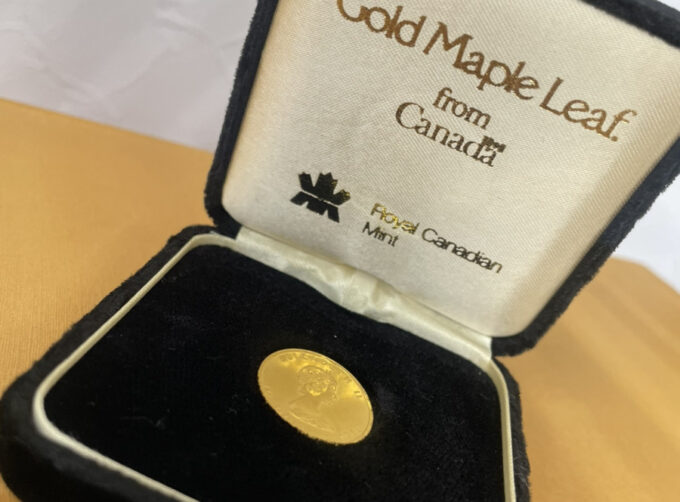 Gold Maple Leaf.
from
Canada
Royal Canadian
Mint